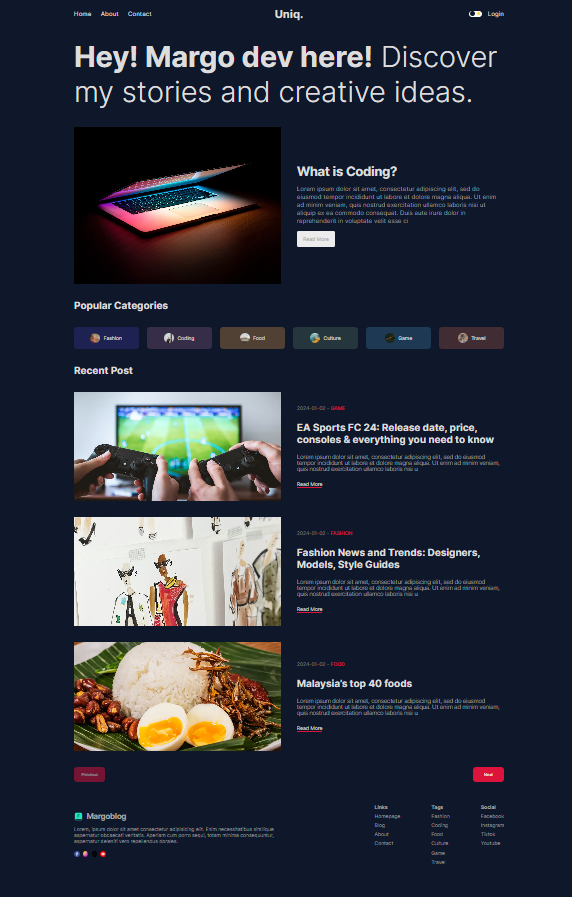 Home About Contact
Uniq.
Login
Hey! Margo dev here! Discover
my stories and creative ideas.
What is Coding?
Lorem ipsum dolor sit amet, consectetur adipiscing elit, sed do
eiusmod tempor incididunt ut labore et dolore magna aliqua. Ut enim
ad minim veniam, quis nostrud exercitation ullamco laboris nisi ut
aliquip ex ea commodo consequat. Duis aute irure dolor in
reprehenderit in voluptate velit esse ci
Read More
Popular Categories
Fashion
Coding
Food
Culture
Game
Travel
Recent Post
2024-01-02 - GAME
EA Sports FC 24: Release date, price,
consoles & everything you need to know
Lorem ipsum dolor sit amet, consectetur adipiscing elit, sed do eiusmod
tempor incididunt ut labore et dolore magna aliqua. Ut enim ad minim veniam,
quis nostrud exercitation ullamco laboris nisi u
Read More
2024-01-02 - FASHION
Fashion News and Trends: Designers,
Models, Style Guides
Lorem ipsum dolor sit amet, consectetur adipiscing elit, sed do eiusmod
tempor incididunt ut labore et dolore magna aliqua. Ut enim ad minim veniam,
quis nostrud exercitation ullamco laboris nisi u
Read More
2024-01-02 - FOOD
Malaysia's top 40 foods
Lorem ipsum dolor sit amet, consectetur adipiscing elit, sed do eiusmod
tempor incididunt ut labore et dolore magna aliqua. Ut enim ad minim veniam,
quis nostrud exercitation ullamco laboris nisi u
Read More
Previous
Next
Margoblog
Lorem, ipsum dolor sit amet consectetur adipisicing elit. Enim necessitatibus similique
aspernatur obcaecati veritatis. Aperiam cum porro sequi, totam minima consequuntur,
aspernatur deleniti vero repellendus dorales.
Links
Homepage
Blog
About
Contact
Tags
Fashion
Coding
Food
Culture
Game
Travel
Social
Facebook
Instagram
Tiktok
Youtube